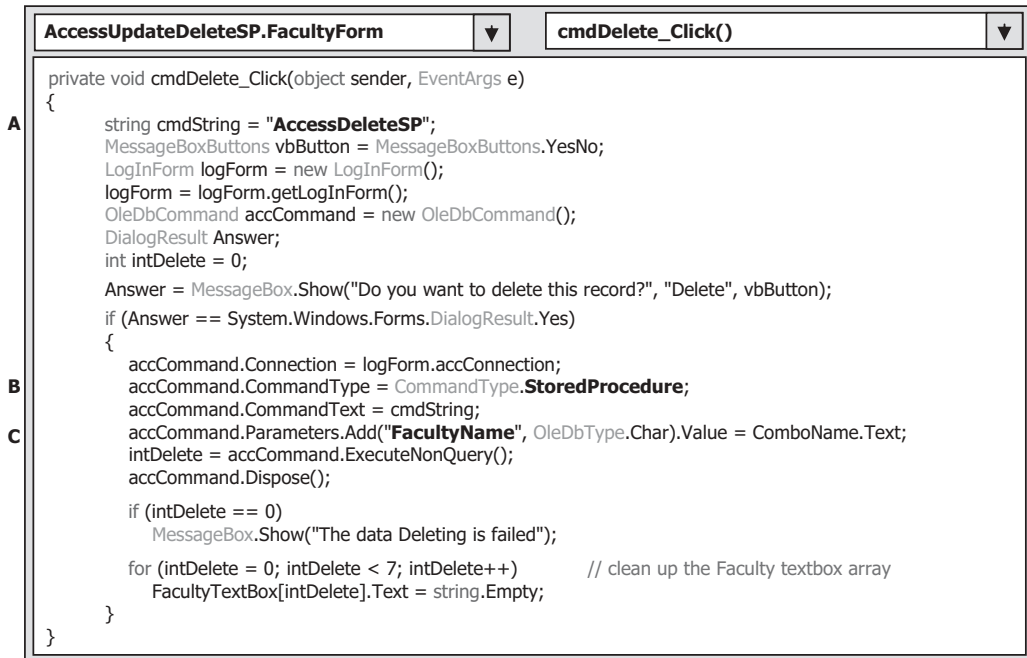 AccessUpdateDeleteSP.FacultyForm cmdDelete_Click()
private void cmdDelete_Click(object sender, EventArgs e)
{
A string cmdString = "AccessDeleteSP";
MessageBoxButtons vbButton = MessageBoxButtons.YesNo;
LogInForm logForm = new LogInForm();
logForm = logForm.getLogInForm();
OleDbCommand accCommand = new OleDbCommand();
DialogResult Answer;
int intDelete = 0;
Answer = MessageBox.Show("Do you want to delete this record?", "Delete", vbButton);
if (Answer == System.Windows.Forms.DialogResult.Yes)
{
accCommand.Connection = logForm.accConnection;
B accCommand.CommandType = CommandType.StoredProcedure;
accCommand.CommandText = cmdString;
C accCommand.Parameters.Add("FacultyName", OleDbType.Char).Value = ComboName.Text;
intDelete = accCommand.ExecuteNonQuery();
accCommand.Dispose();
if (intDelete == 0)
MessageBox.Show("The data Deleting is failed");
for (intDelete = 0; intDelete < 7; intDelete++) // clean up the Faculty textbox array
FacultyTextBox[intDelete].Text = string.Empty;
}
}